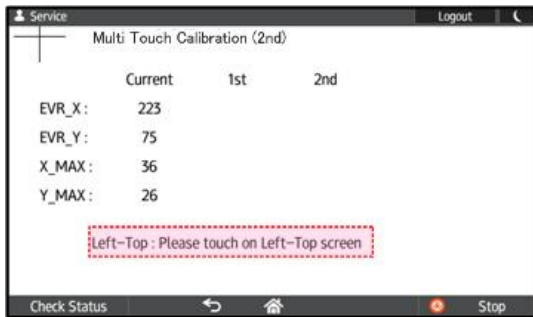 Service Logout
Multi Touch Calibration (2nd)
Current 1st 2nd
EVR_X : 223
EVR_Y : 75
X_MAX : 36
Y_MAX : 26
Left-Top : Please touch on Left-Top screen
Check Status Stop